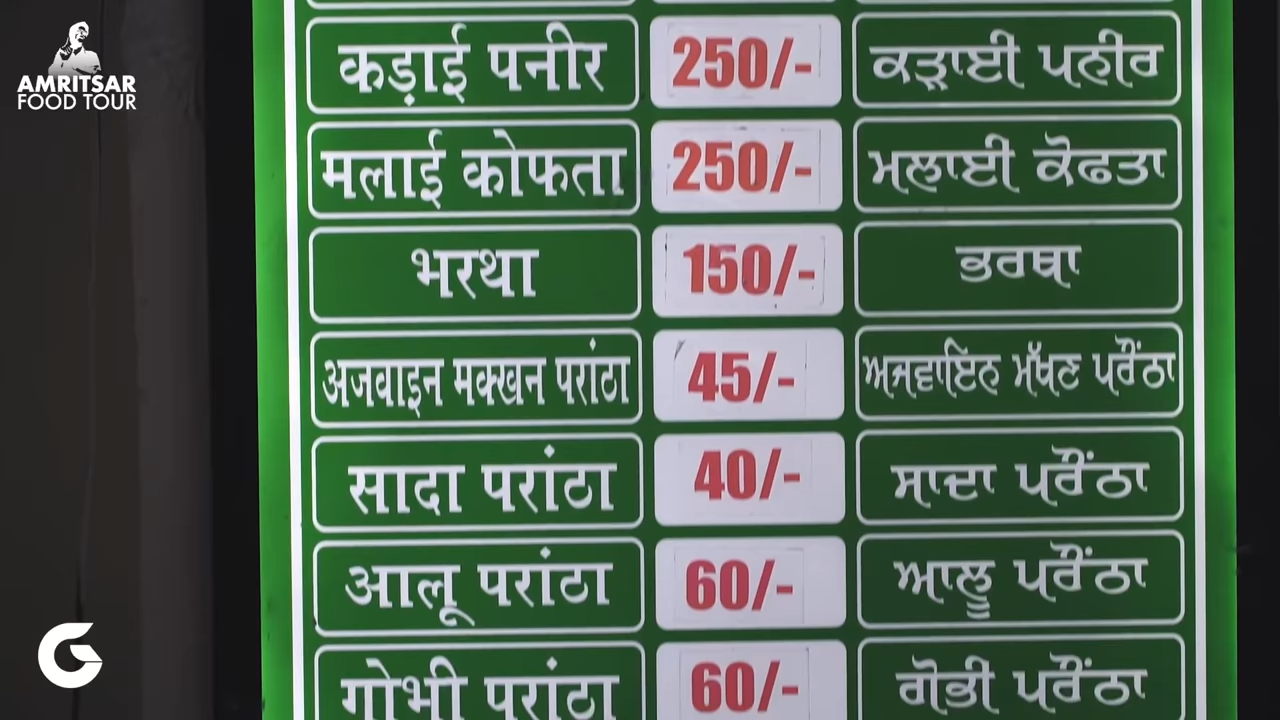 AMRITSAR
FOOD TOUR
कड़ाई पनीर 250/- ਕੜਾਈ ਪਨੀਰ
मलाई कोफता 250/- ਮਲਾਈ ਕੋਫਤਾ
भरथा 150/- ਭਰਥਾ
अजवाइन मक्खन परांठा 45/- ਅਜਵਾਇਨ ਮੱਖਣ ਪਰੌਂਠਾ
सादा परांठा 40/- ਸਾਦਾ ਪਰੌਂਠਾ
आलू परांठा 60/- ਆਲੂ ਪਰੌਂਠਾ
गोभी परांठा 60/- ਗੋਭੀ ਪਰੌਂਠਾ
G